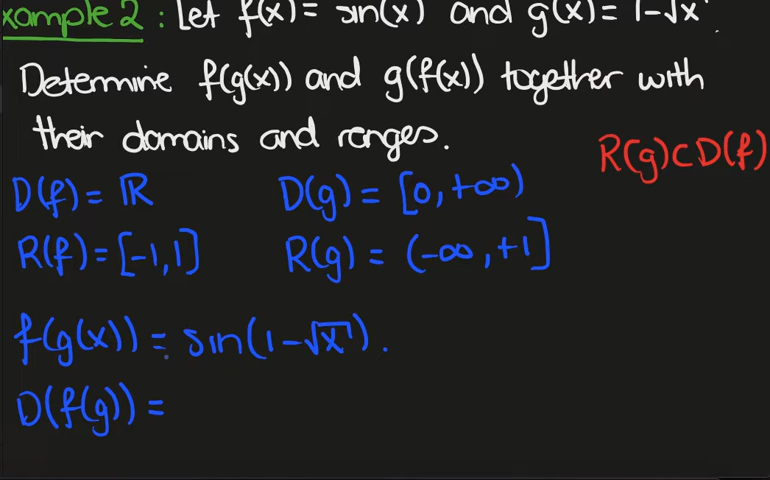 xample 2 : Let f(x) = sin(x) and g(x) = 1-√x.
Determine f(g(x)) and g(f(x)) together with
their domains and ranges.
R(g)⊂D(f)
D(f) = ℝ D(g) = [0, +∞)
R(f) = [-1, 1] R(g) = (-∞, +1]
f(g(x)) = sin(1-√x).
D(f(g)) =